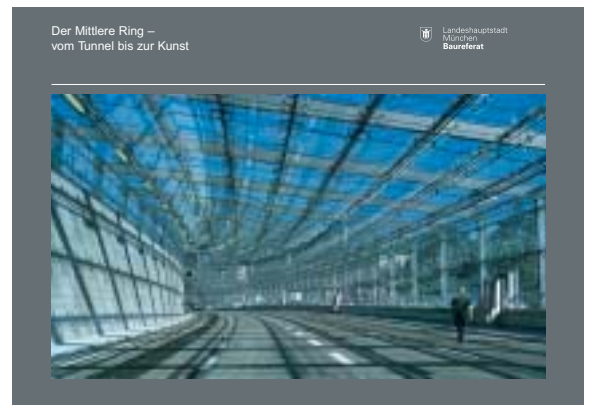 Der Mittlere Ring –
vom Tunnel bis zur Kunst
Landeshauptstadt
München
Baureferat